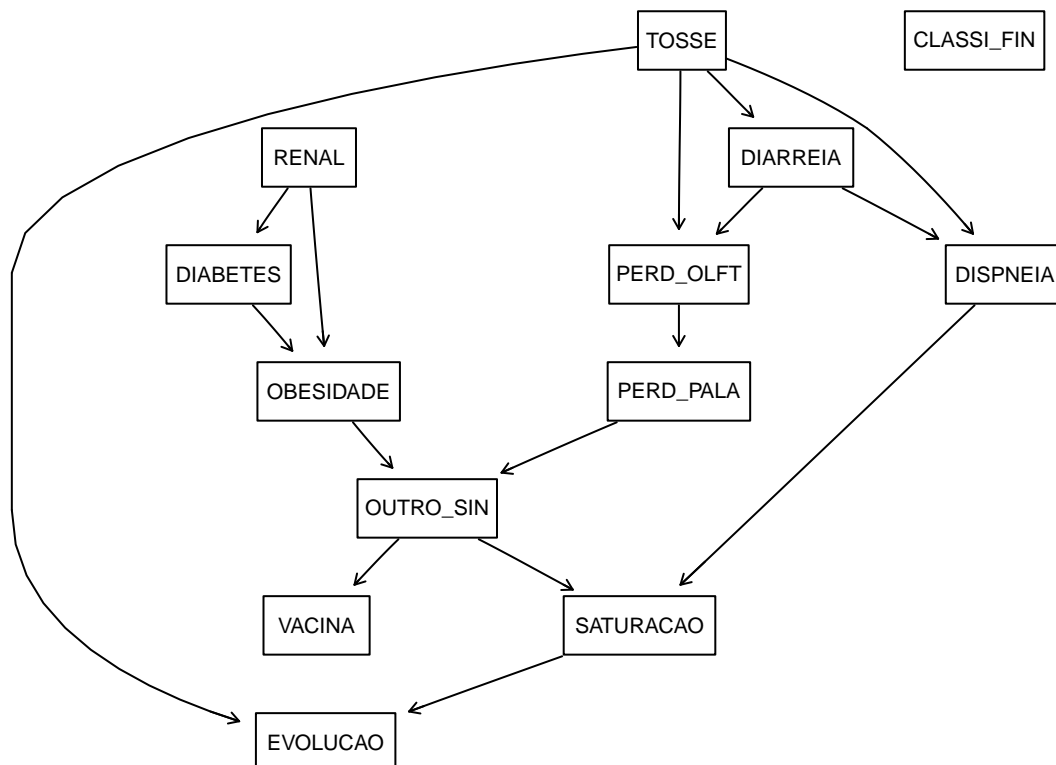 TOSSE
CLASSI_FIN
RENAL
DIARREIA
DIABETES
PERD_OLFT
DISPNEIA
OBESIDADE
PERD_PALA
OUTRO_SIN
VACINA
SATURACAO
EVOLUCAO